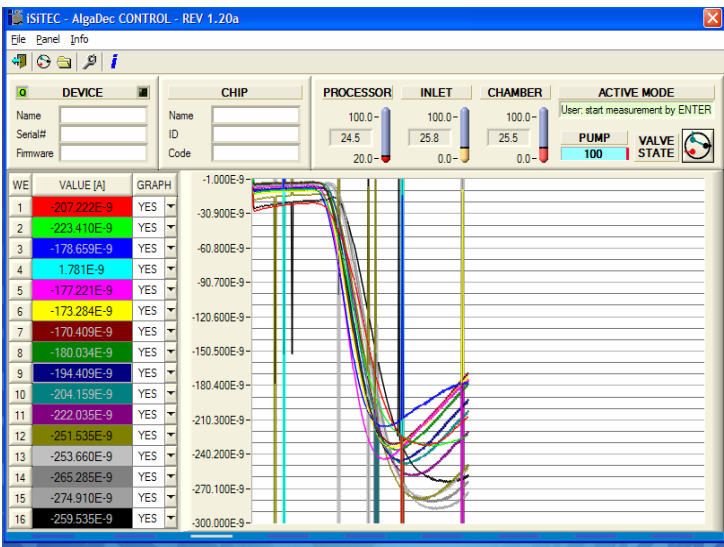 iSiTEC - AlgaDec CONTROL - REV 1.20a
File Panel Info
DEVICE
Name
Serial#
Firmware
CHIP
Name
ID
Code
PROCESSOR INLET CHAMBER
100.0 100.0 100.0
24.5 25.8 25.5
20.0 0.0 0.0
ACTIVE MODE
User: start measurement by ENTER
PUMP
100
VALVE
STATE
WE VALUE [A] GRAPH
1 -207.222E-9 YES
2 -223.410E-9 YES
3 -178.659E-9 YES
4 1.781E-9 YES
5 -177.221E-9 YES
6 -173.284E-9 YES
7 -170.409E-9 YES
8 -180.034E-9 YES
9 -194.409E-9 YES
10 -204.159E-9 YES
11 -222.035E-9 YES
12 -251.535E-9 YES
13 -253.660E-9 YES
14 -265.285E-9 YES
15 -274.910E-9 YES
16 -259.535E-9 YES
-1.000E-9
-30.900E-9
-60.800E-9
-90.700E-9
-120.600E-9
-150.500E-9
-180.400E-9
-210.300E-9
-240.200E-9
-270.100E-9
-300.000E-9